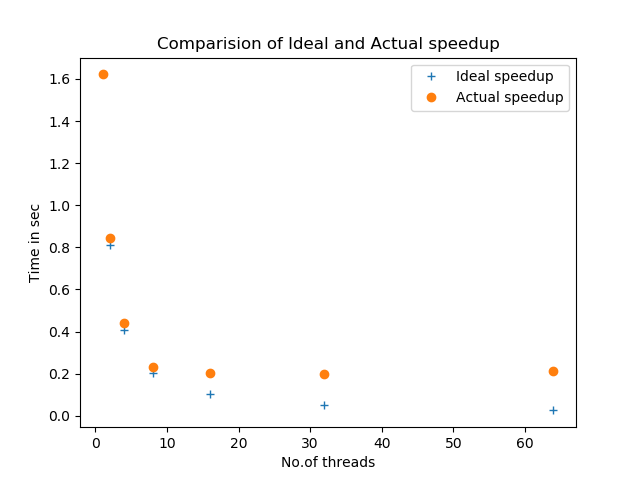 Comparision of Ideal and Actual speedup
Ideal speedup
Actual speedup
Time in sec
1.6
1.4
1.2
1.0
0.8
0.6
0.4
0.2
0.0
0 10 20 30 40 50 60
No.of threads